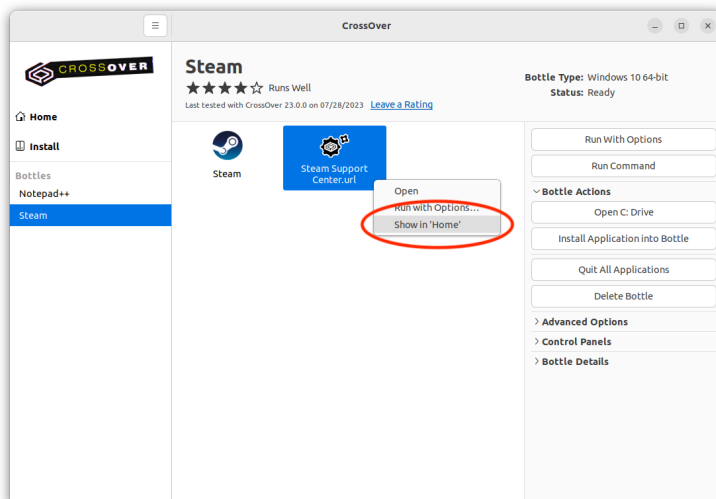 CrossOver
CROSSOVER
Home
Install
Bottles
Notepad++
Steam
Steam
Runs Well
Last tested with CrossOver 23.0.0 on 07/28/2023 Leave a Rating
Bottle Type: Windows 10 64-bit
Status: Ready
Steam
Steam Support
Center.url
Open
Run with Options...
Show in 'Home'
Run With Options
Run Command
Bottle Actions
Open C: Drive
Install Application into Bottle
Quit All Applications
Delete Bottle
Advanced Options
Control Panels
Bottle Details